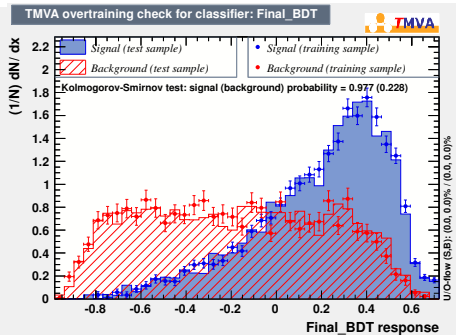 TMVA overtraining check for classifier: Final_BDT
TMVA
Signal (test sample)
Background (test sample)
Signal (training sample)
Background (training sample)
Kolmogorov-Smirnov test: signal (background) probability = 0.977 (0.228)
(1/N) dN/ dx
2.2
2
1.8
1.6
1.4
1.2
1
0.8
0.6
0.4
0.2
0
-0.8 -0.6 -0.4 -0.2 0 0.2 0.4 0.6
Final_BDT response
U/O-flow (S,B): (0.0, 0.0)% / (0.0, 0.0)%